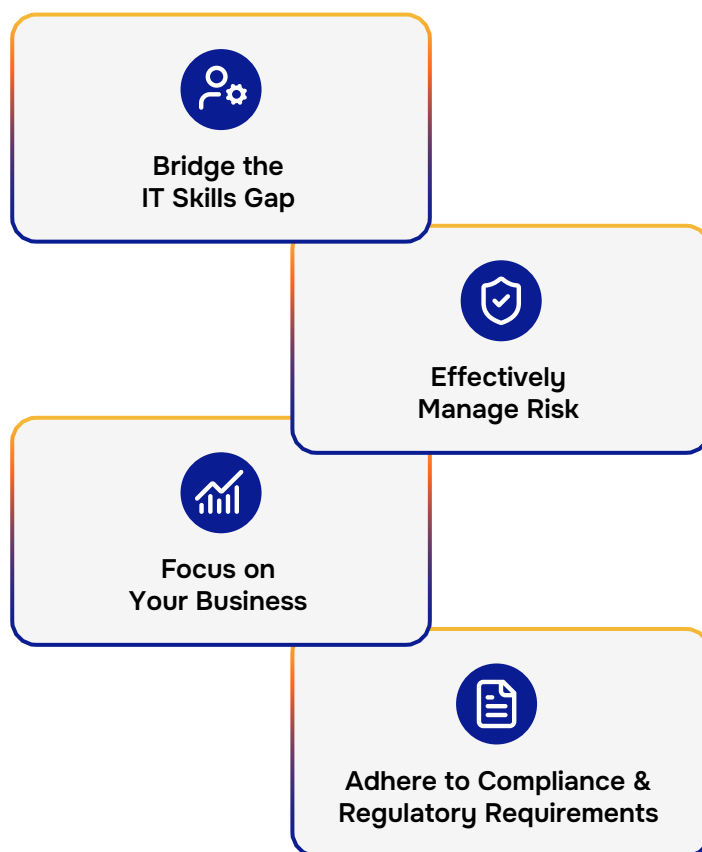 Bridge the
IT Skills Gap
Effectively
Manage Risk
Focus on
Your Business
Adhere to Compliance &
Regulatory Requirements